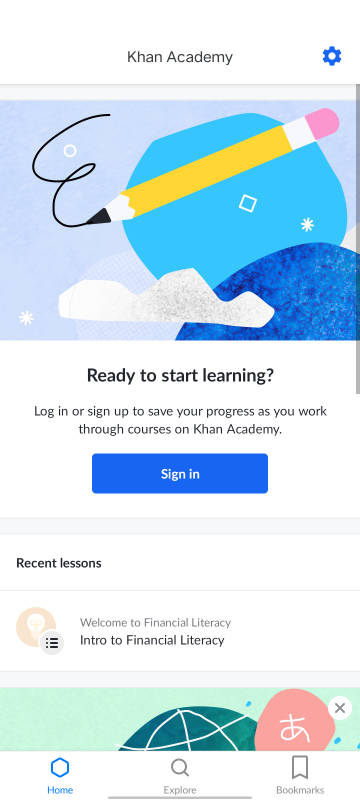 Khan Academy
Ready to start learning?
Log in or sign up to save your progress as you work
through courses on Khan Academy.
Sign in
Recent lessons
Welcome to Financial Literacy
Intro to Financial Literacy
あ
Home
Explore
Bookmarks